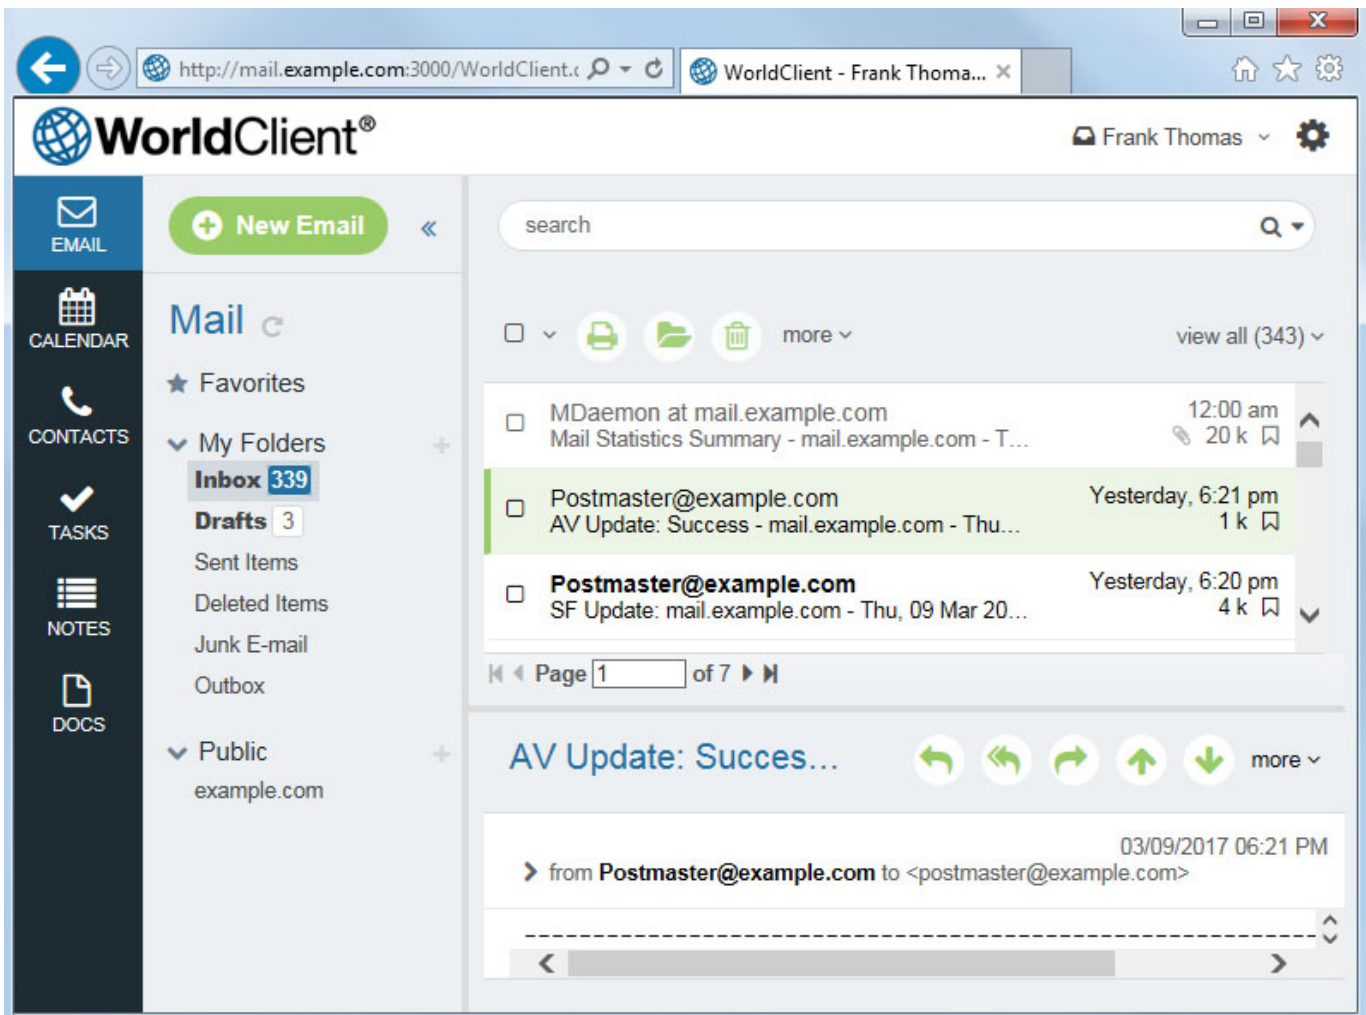 http://mail.example.com:3000/WorldClient.c
WorldClient - Frank Thoma...
WorldClient®
Frank Thomas
EMAIL
CALENDAR
CONTACTS
TASKS
NOTES
DOCS
New Email
«
Mail
Favorites
My Folders
Inbox 339
Drafts 3
Sent Items
Deleted Items
Junk E-mail
Outbox
Public
example.com
search
more
view all (343)
MDaemon at mail.example.com 12:00 am
Mail Statistics Summary - mail.example.com - T... 20 k
Postmaster@example.com Yesterday, 6:21 pm
AV Update: Success - mail.example.com - Thu... 1 k
Postmaster@example.com Yesterday, 6:20 pm
SF Update: mail.example.com - Thu, 09 Mar 20... 4 k
Page 1 of 7
AV Update: Succes... more
03/09/2017 06:21 PM
from Postmaster@example.com to <postmaster@example.com>